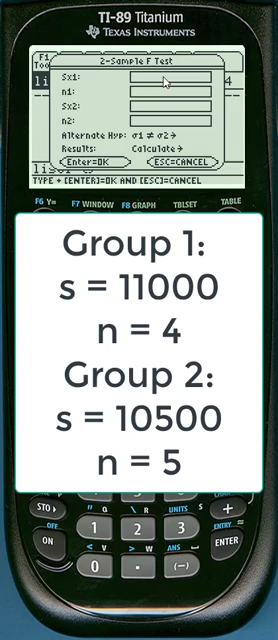 TI-89 Titanium
TEXAS INSTRUMENTS
F1
Too
2-Sample F Test
Sx1:
n1:
Sx2:
n2:
Alternate Hyp: σ1 ≠ σ2→
Results: Calculate→
Enter=OK ESC=CANCEL
TYPE + [ENTER]=OK AND [ESC]=CANCEL
F6 Y= F7 WINDOW F8 GRAPH TBLSET TABLE
Group 1:
s = 11000
n = 4
Group 2:
s = 10500
n = 5
STO▸ " Q \ R UNITS S
1 2 3 +
OFF < V > W ANS ENTRY ≈
ON 0 . (−) ENTER